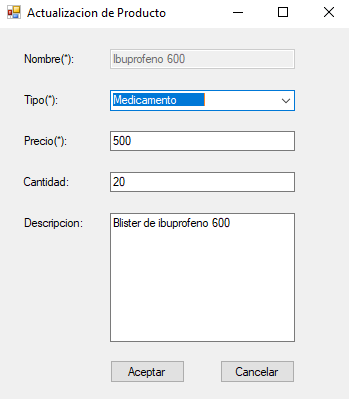 Actualizacion de Producto
Nombre(*): Ibuprofeno 600
Tipo(*): Medicamento
Precio(*): 500
Cantidad: 20
Descripcion: Blister de ibuprofeno 600
Aceptar Cancelar